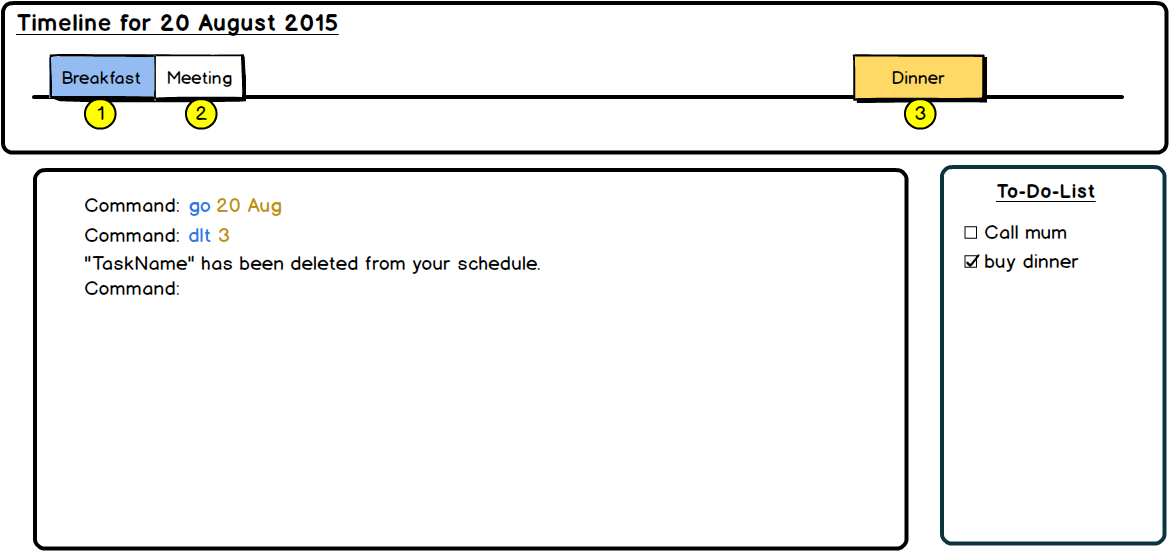 Timeline for 20 August 2015
Breakfast Meeting Dinner
1 2 3
Command: go 20 Aug
Command: dlt 3
"TaskName" has been deleted from your schedule.
Command:
To-Do-List
Call mum
buy dinner